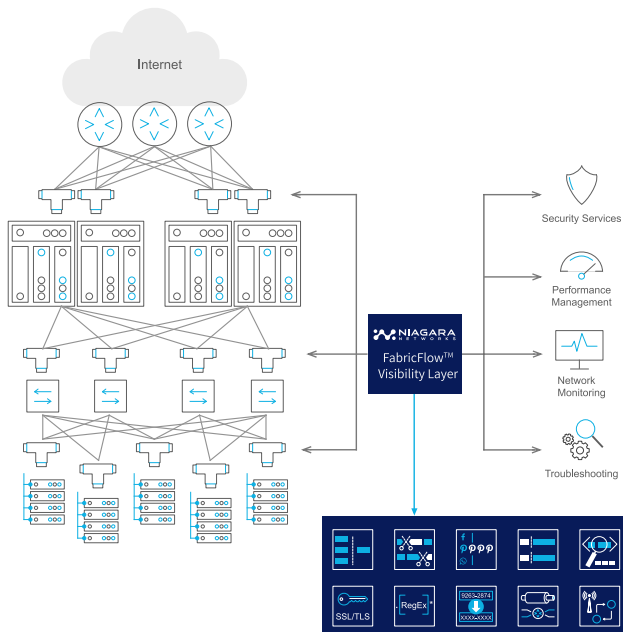 Internet
Security Services
Performance
Management
NIAGARA
NETWORKS
FabricFlow™
Visibility Layer
Network
Monitoring
Troubleshooting
SSL/TLS
. RegEx *
9263-2874
XXXX-XXXX